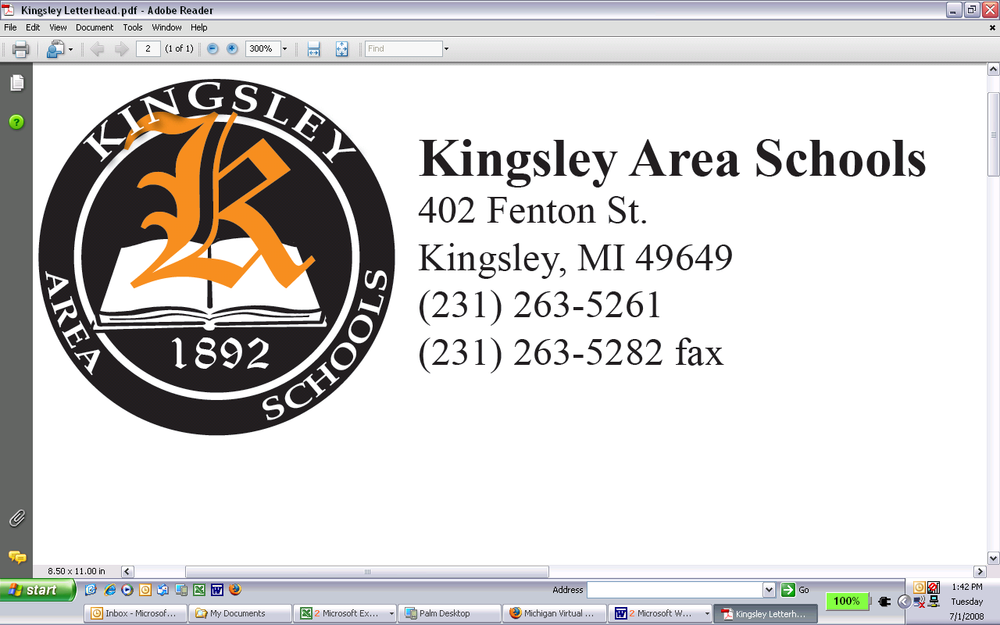 Kingsley Letterhead.pdf - Adobe Reader
File Edit View Document Tools Window Help
2 (1 of 1) 300% Find
KINGSLEY
AREA SCHOOLS
K
1892
Kingsley Area Schools
402 Fenton St.
Kingsley, MI 49649
(231) 263-5261
(231) 263-5282 fax
8.50 x 11.00 in
start Address Go 100% 1:42 PM
Tuesday
7/1/2008
Inbox - Microsof... My Documents 2 Microsoft Ex... Palm Desktop Michigan Virtual ... 2 Microsoft W... Kingsley Letterh...